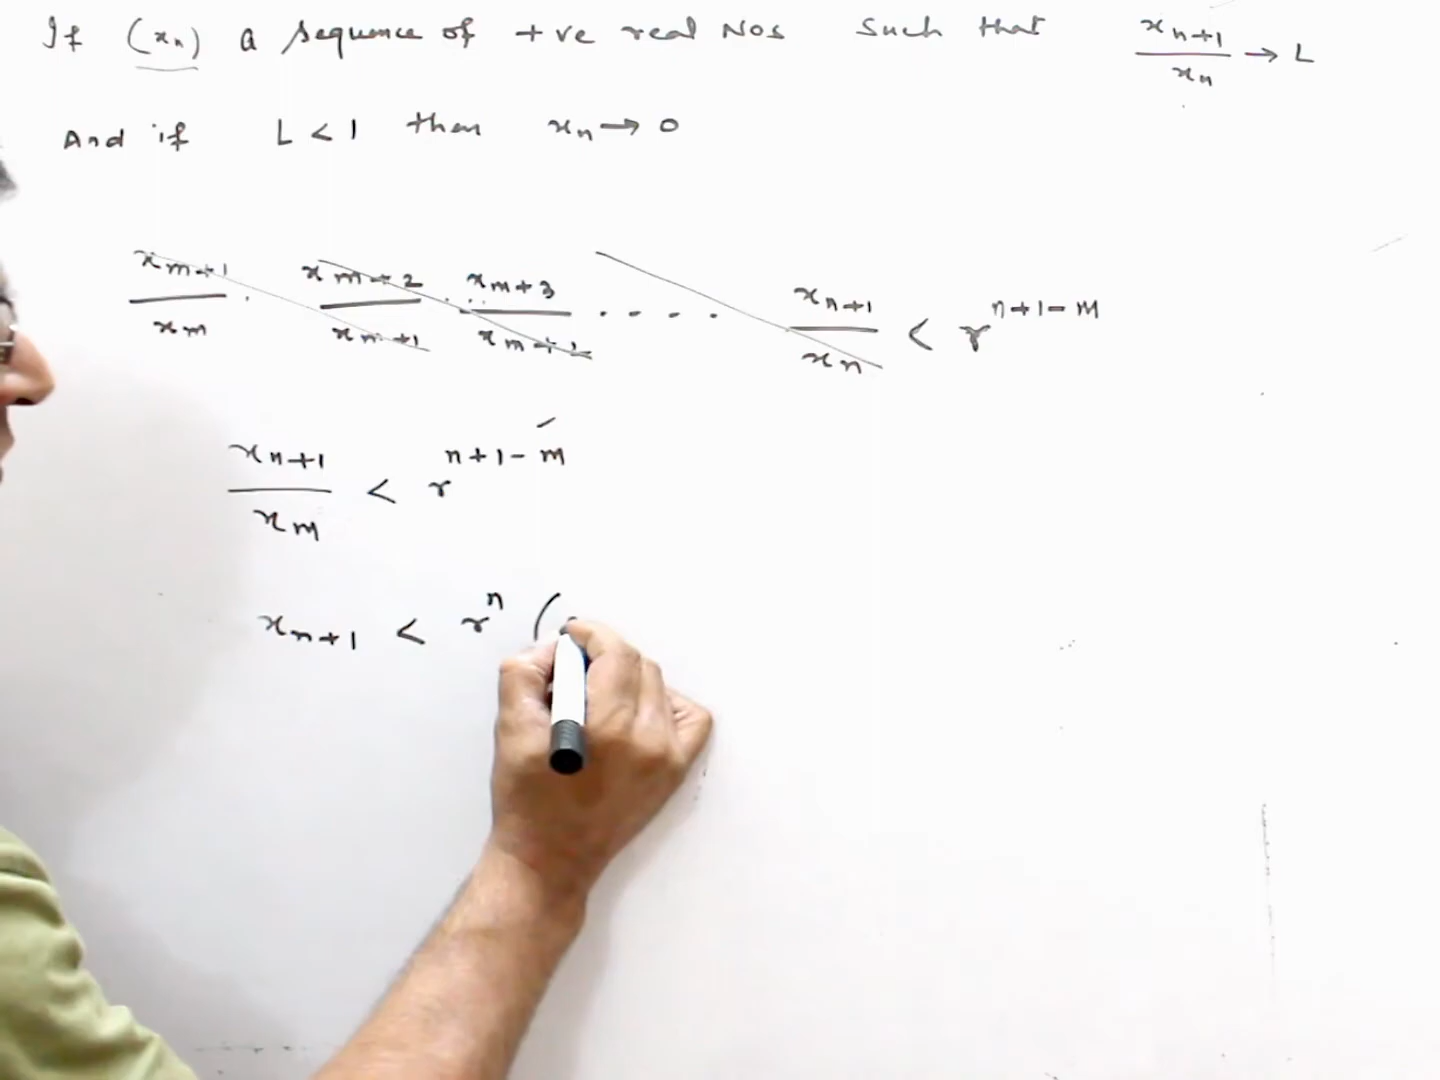 If (xₙ) a sequence of +ve real Nos such that xₙ₊₁/xₙ → L
And if L < 1 then xₙ → 0
xₘ₊₁/xₘ . xₘ₊₂/xₘ₊₁ . xₘ₊₃/xₘ₊₂ . . . . xₙ₊₁/xₙ < r^(n+1-m)
xₙ₊₁/xₘ < r^(n+1-m)
xₙ₊₁ < rⁿ (